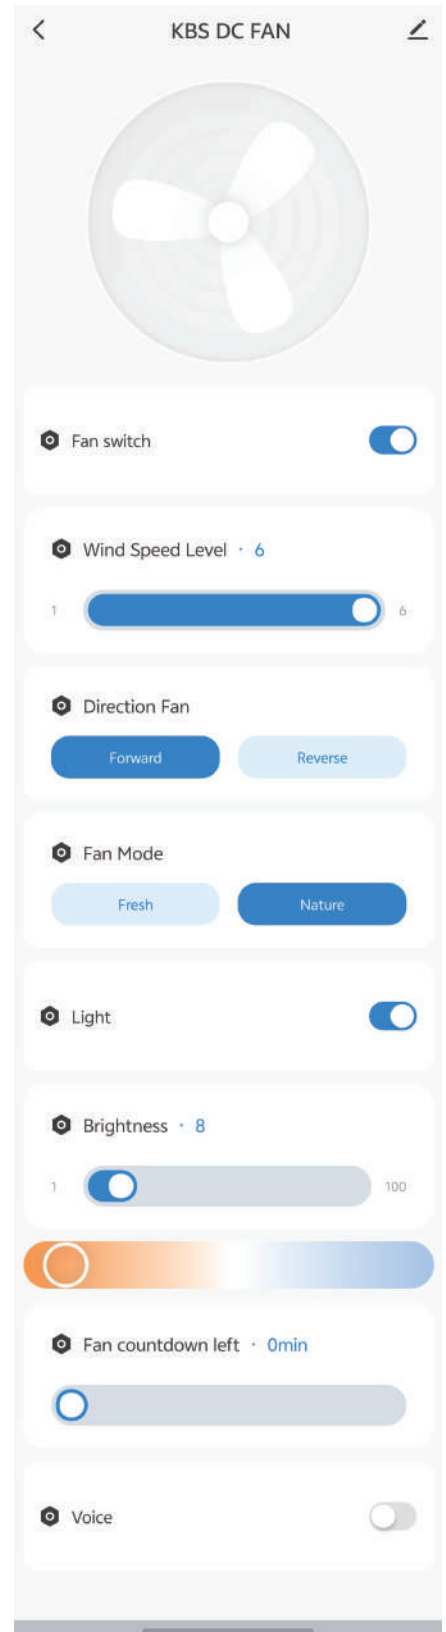 KBS DC FAN
Fan switch
Wind Speed Level · 6
1 6
Direction Fan
Forward Reverse
Fan Mode
Fresh Nature
Light
Brightness · 8
1 100
Fan countdown left · 0min
Voice